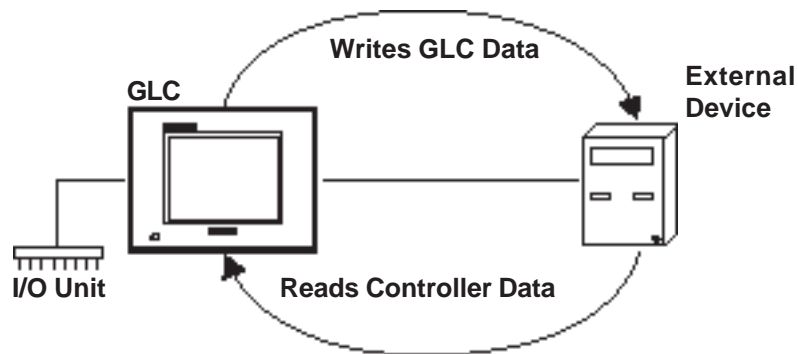 Writes GLC Data
GLC
External
Device
I/O Unit
Reads Controller Data